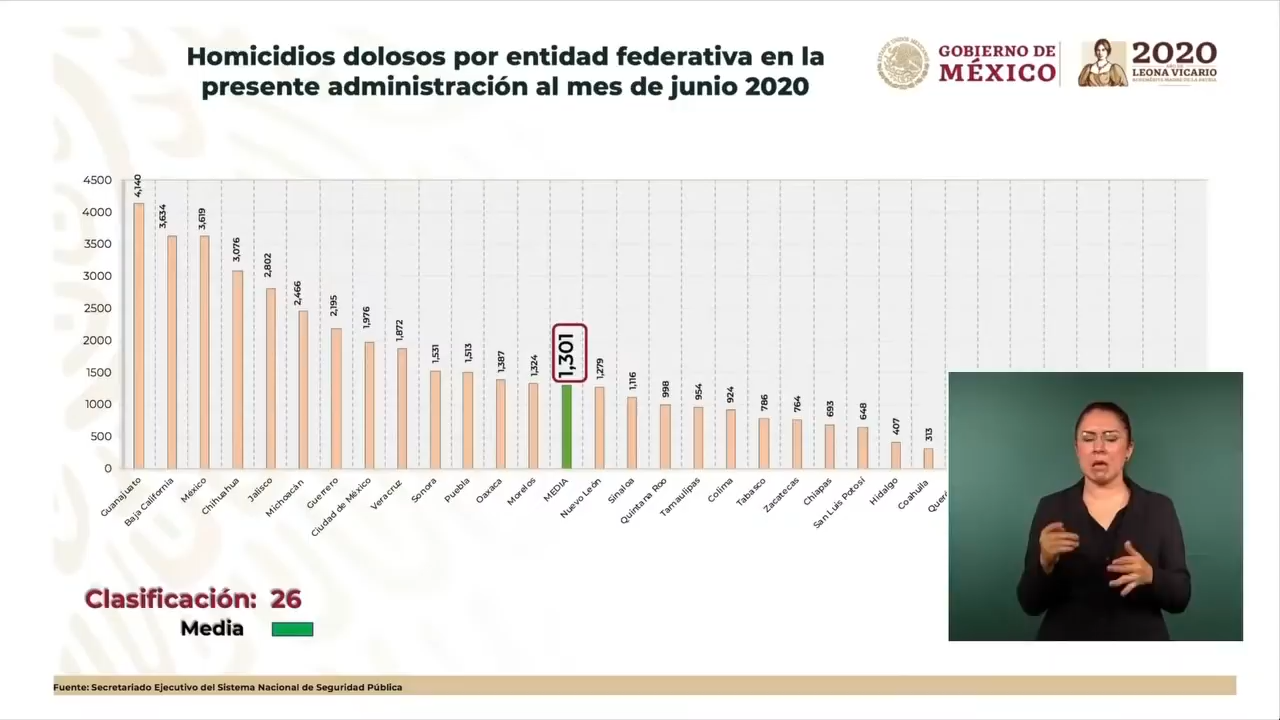 Homicidios dolosos por entidad federativa en la
presente administración al mes de junio 2020
GOBIERNO DE
MÉXICO
2020
LEONA VICARIO
4500
4000
3500
3000
2500
2000
1500
1000
500
0
4,140
3,634
3,619
3,076
2,802
2,466
2,195
1,976
1,872
1,531
1,513
1,387
1,324
1,301
1,279
1,116
998
954
924
786
764
693
648
407
313
Guanajuato
Baja California
México
Chihuahua
Jalisco
Michoacán
Guerrero
Ciudad de México
Veracruz
Sonora
Puebla
Oaxaca
Morelos
MEDIA
Nuevo León
Sinaloa
Quintana Roo
Tamaulipas
Colima
Tabasco
Zacatecas
Chiapas
San Luis Potosí
Hidalgo
Coahuila
Clasificación: 26
Media
Fuente: Secretariado Ejecutivo del Sistema Nacional de Seguridad Pública